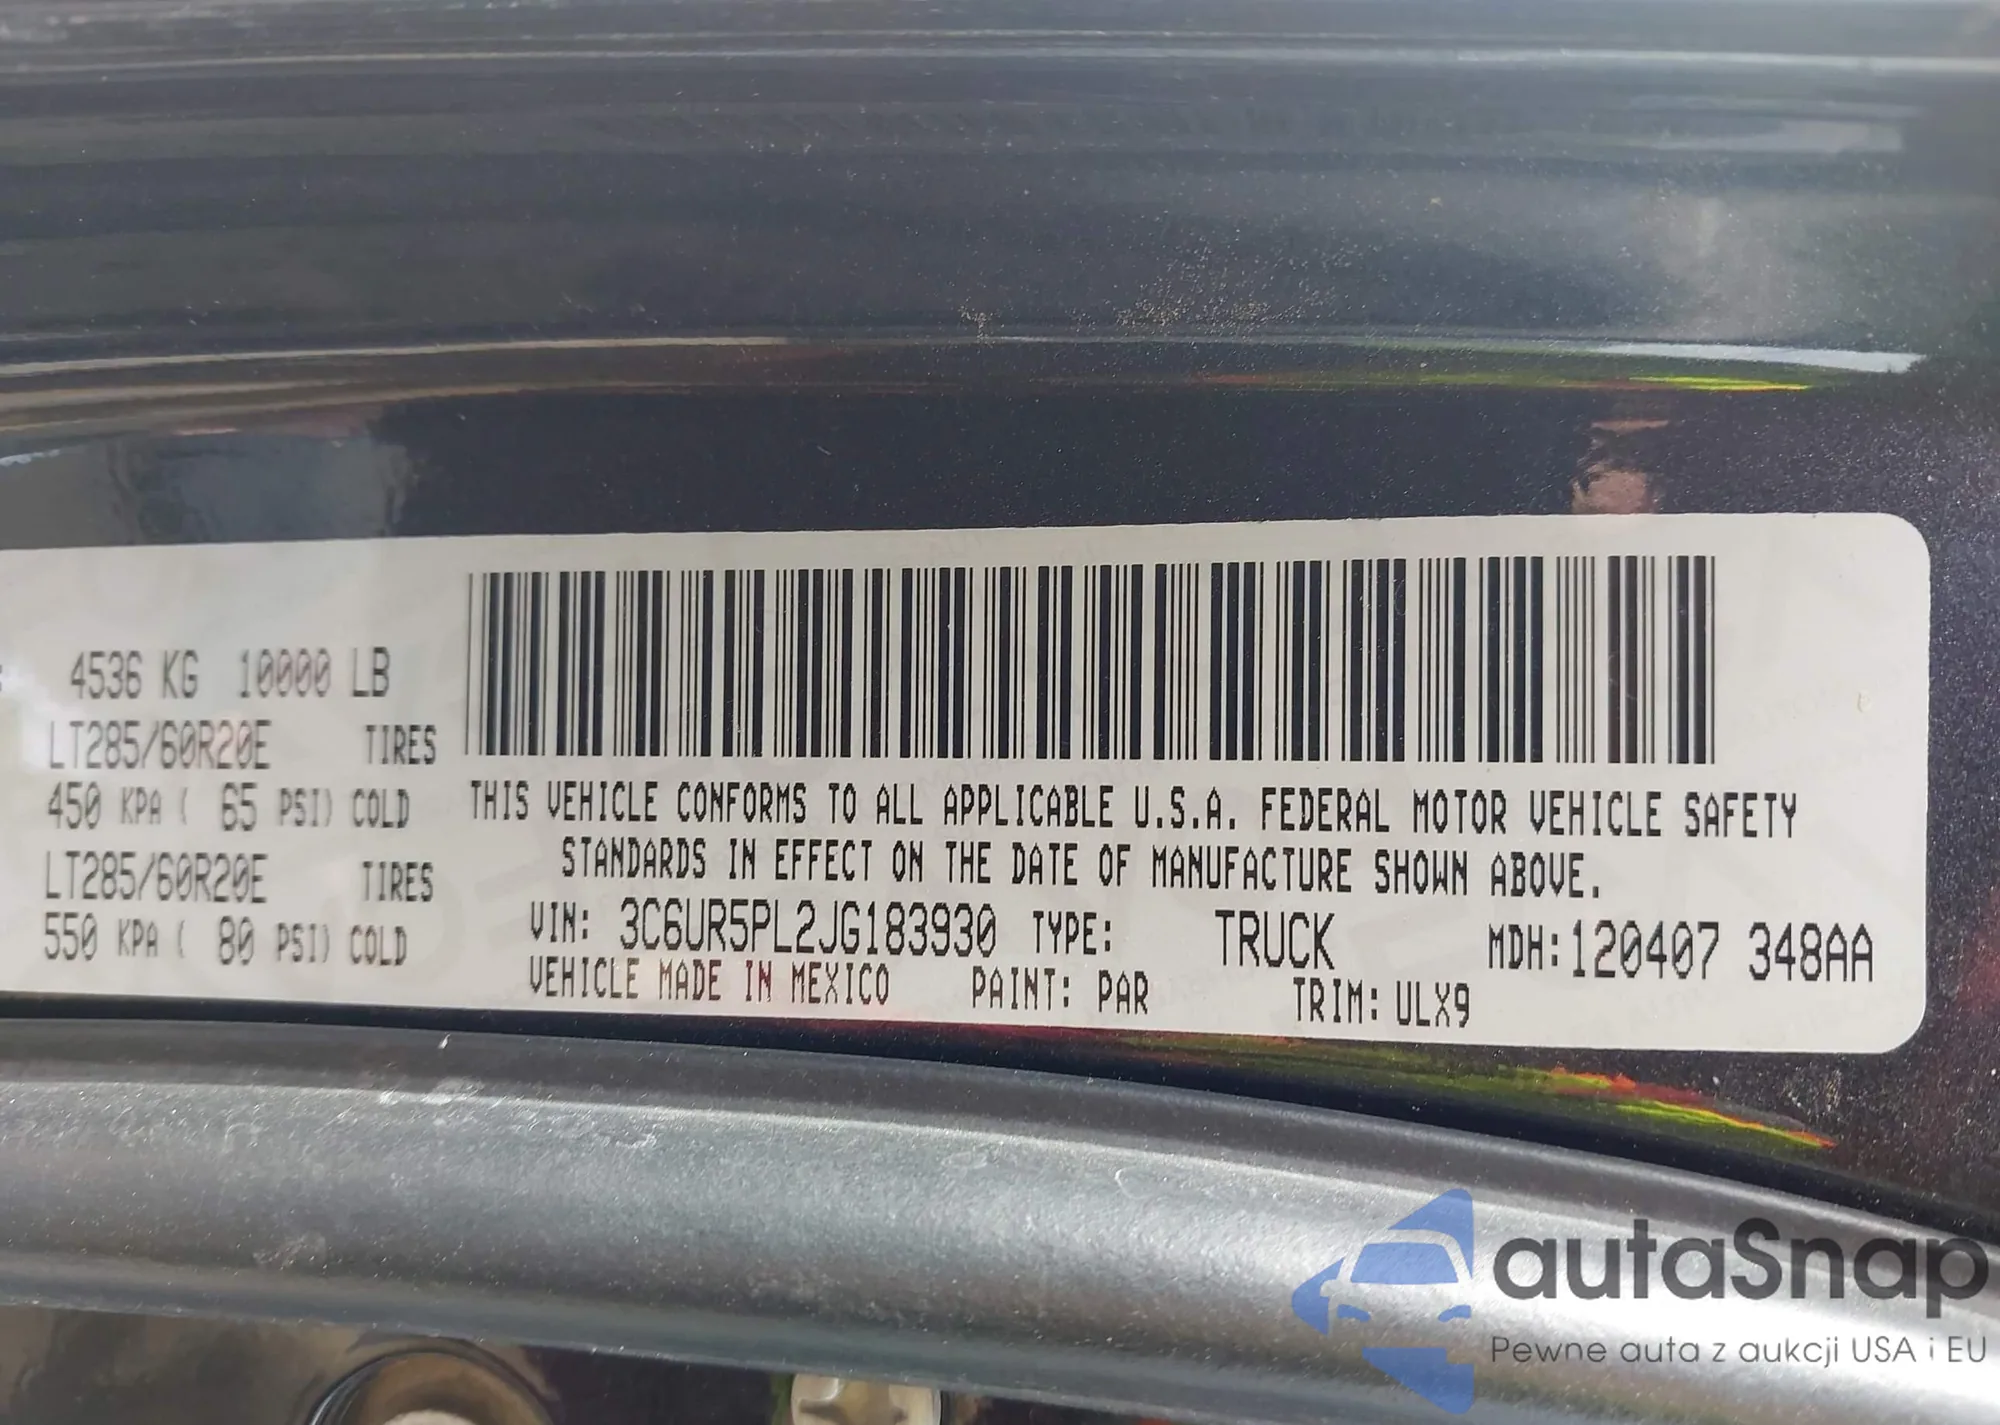 4536 KG 10000 LB
LT285/60R20E TIRES
450 KPA ( 65 PSI) COLD
LT285/60R20E TIRES
550 KPA ( 80 PSI) COLD
THIS VEHICLE CONFORMS TO ALL APPLICABLE U.S.A. FEDERAL MOTOR VEHICLE SAFETY
STANDARDS IN EFFECT ON THE DATE OF MANUFACTURE SHOWN ABOVE.
VIN: 3C6UR5PL2JG183930 TYPE: TRUCK MDH:120407 348AA
VEHICLE MADE IN MEXICO PAINT: PAR TRIM: ULX9
autaSnap
Pewne auta z aukcji USA i EU